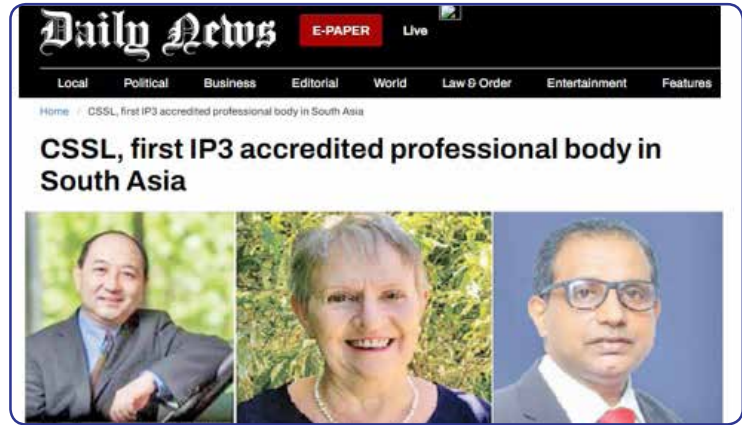 Daily News E-PAPER Live
Local Political Business Editorial World Law & Order Entertainment Features
Home / CSSL, first IP3 accredited professional body in South Asia
CSSL, first IP3 accredited professional body in
South Asia